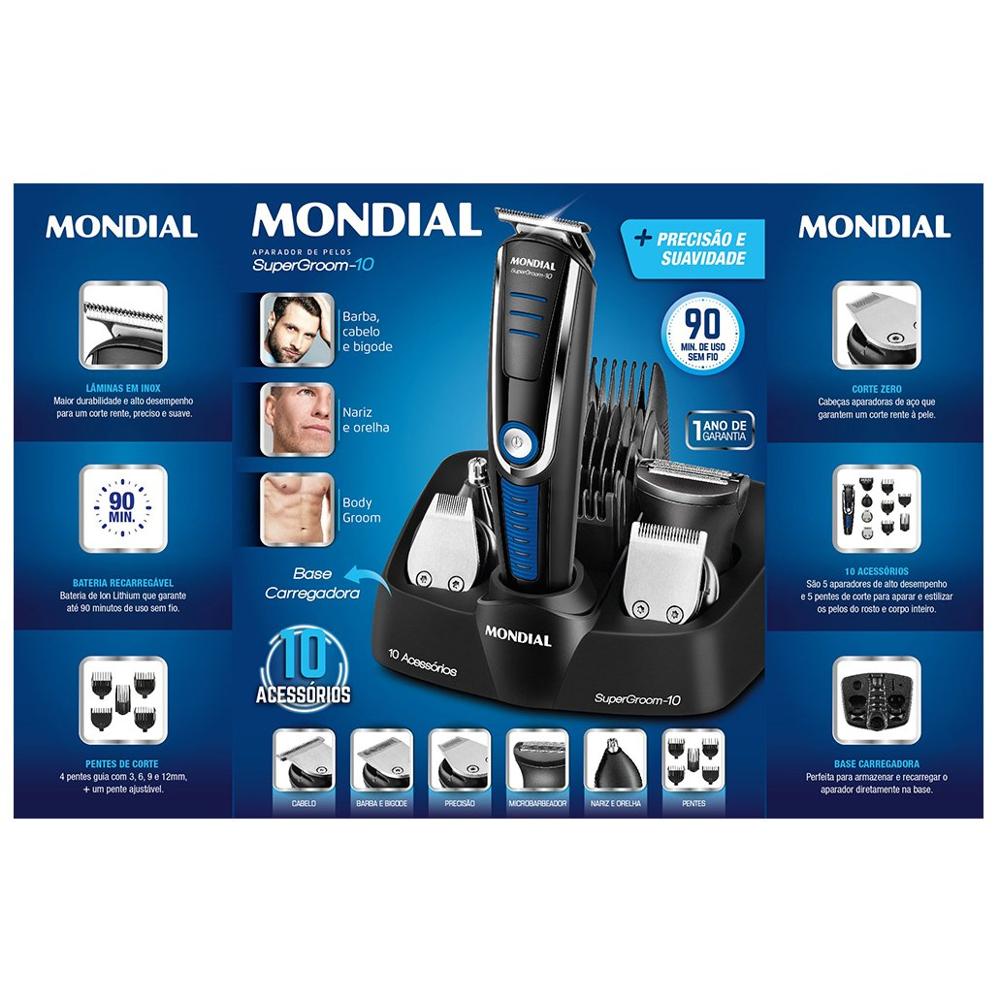 MONDIAL
LÂMINAS EM INOX
Maior durabilidade e alto desempenho
para um corte rente, preciso e suave.
90
MIN.
BATERIA RECARREGÁVEL
Bateria de Ion Lithium que garante
até 90 minutos de uso sem fio.
PENTES DE CORTE
4 pentes guia com 3, 6, 9 e 12mm,
+ um pente ajustável.
MONDIAL
APARADOR DE PELOS
SuperGroom-10
Barba,
cabelo
e bigode
Nariz
e orelha
Body
Groom
Base
Carregadora
10
ACESSÓRIOS
MONDIAL
SuperGroom-10
+ PRECISÃO E
SUAVIDADE
90
MIN. DE USO
SEM FIO
1 ANO DE
GARANTIA
MONDIAL
10 Acessórios
SuperGroom-10
CABELO
BARBA E BIGODE
PRECISÃO
MICROBARBEADOR
NARIZ E ORELHA
PENTES
MONDIAL
CORTE ZERO
Cabeças aparadoras de aço que
garantem um corte rente à pele.
10 ACESSÓRIOS
São 5 aparadores de alto desempenho
e 5 pentes de corte para aparar e estilizar
os pelos do rosto e corpo inteiro.
BASE CARREGADORA
Perfeita para armazenar e recarregar o
aparador diretamente na base.